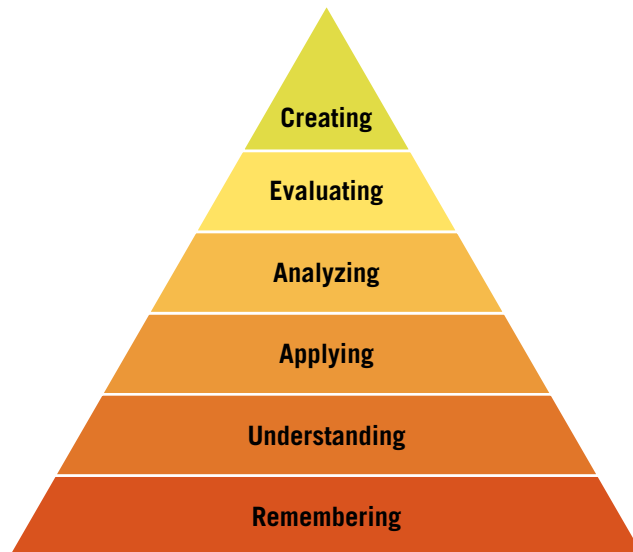 Creating
Evaluating
Analyzing
Applying
Understanding
Remembering